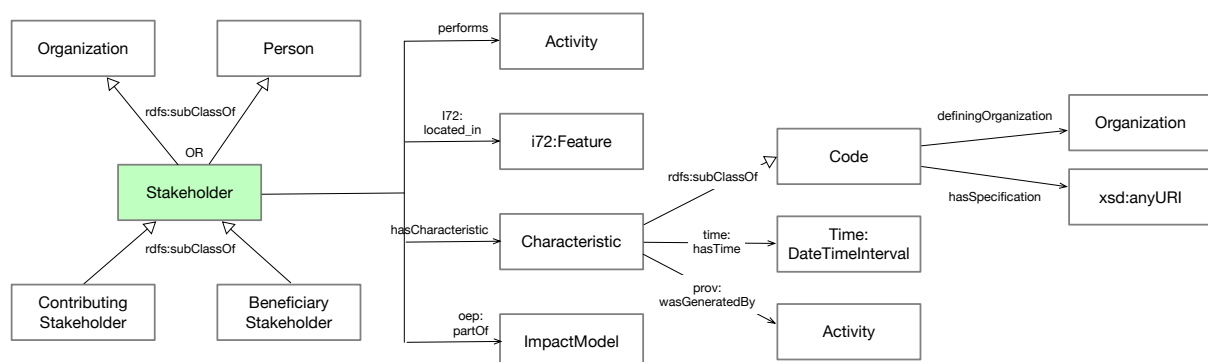 Organization
Person
rdfs:subClassOf
OR
Stakeholder
rdfs:subClassOf
Contributing
Stakeholder
Beneficiary
Stakeholder
performs
Activity
I72:
located_in
i72:Feature
hasCharacteristic
Characteristic
oep:
partOf
ImpactModel
rdfs:subClassOf
Code
time:
hasTime
Time:
DateTimeInterval
prov:
wasGeneratedBy
Activity
definingOrganization
Organization
hasSpecification
xsd:anyURI